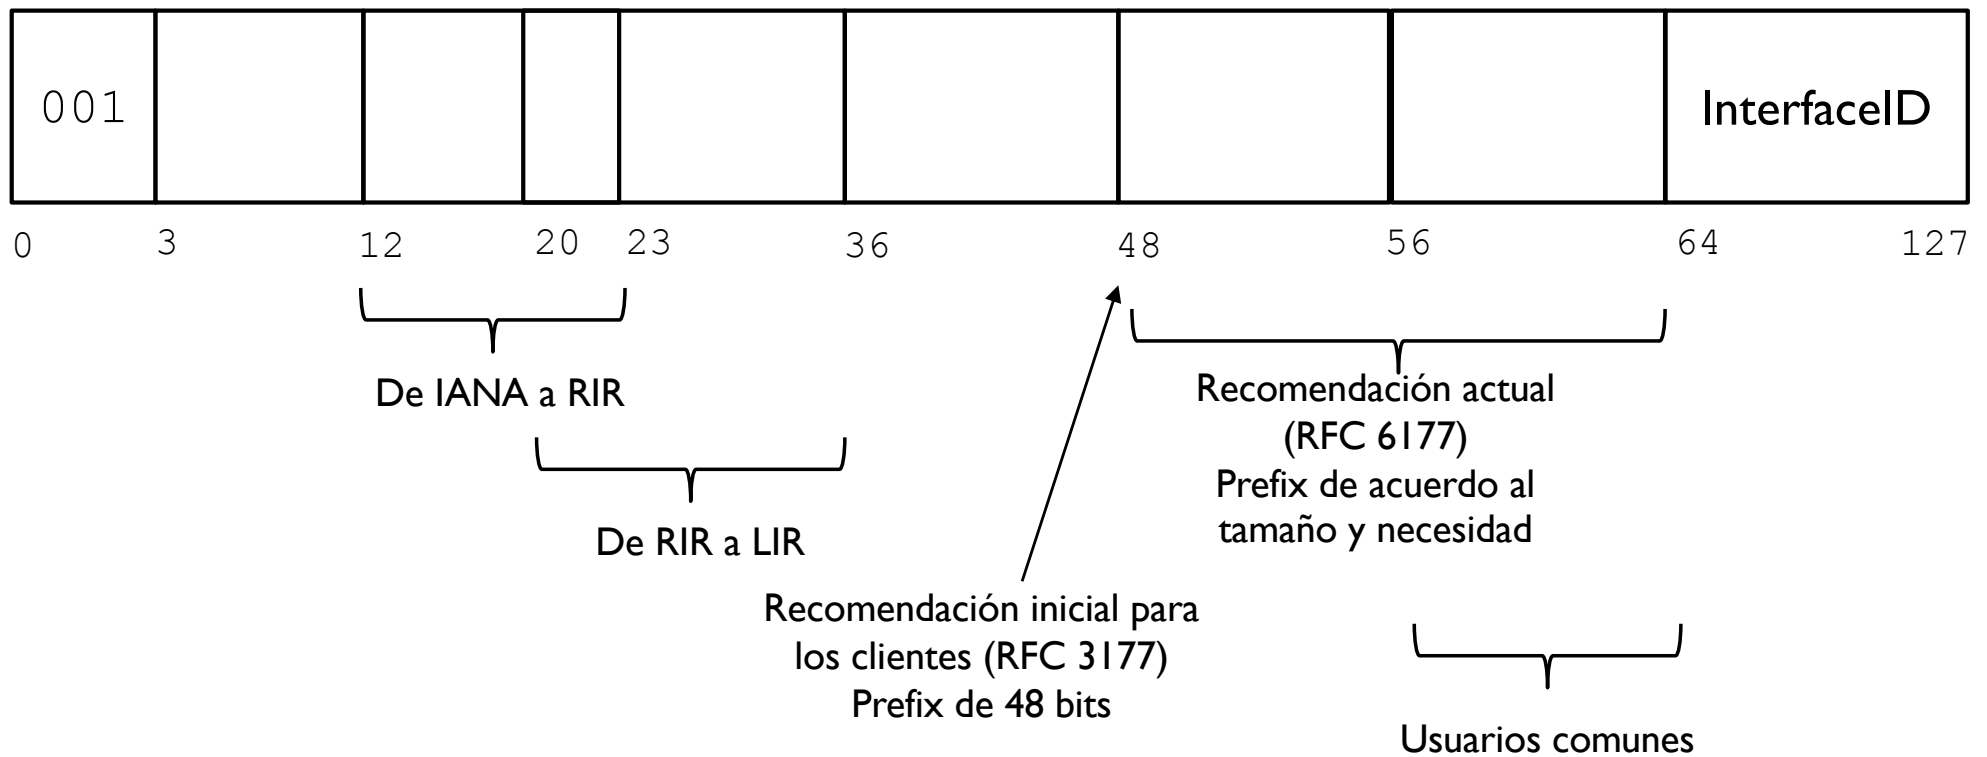 001
InterfaceID
0 3 12 20 23 36 48 56 64 127
De IANA a RIR
De RIR a LIR
Recomendación inicial para
los clientes (RFC 3177)
Prefix de 48 bits
Recomendación actual
(RFC 6177)
Prefix de acuerdo al
tamaño y necesidad
Usuarios comunes